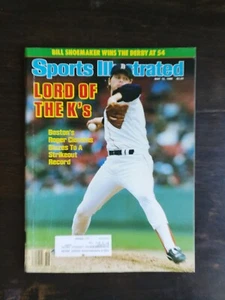 BILL SHOEMAKER WINS THE DERBY AT 54
Sports Illustrated
LORD OF
THE K's
Boston's
Roger Clemens
Blazes To A
Strikeout
Record